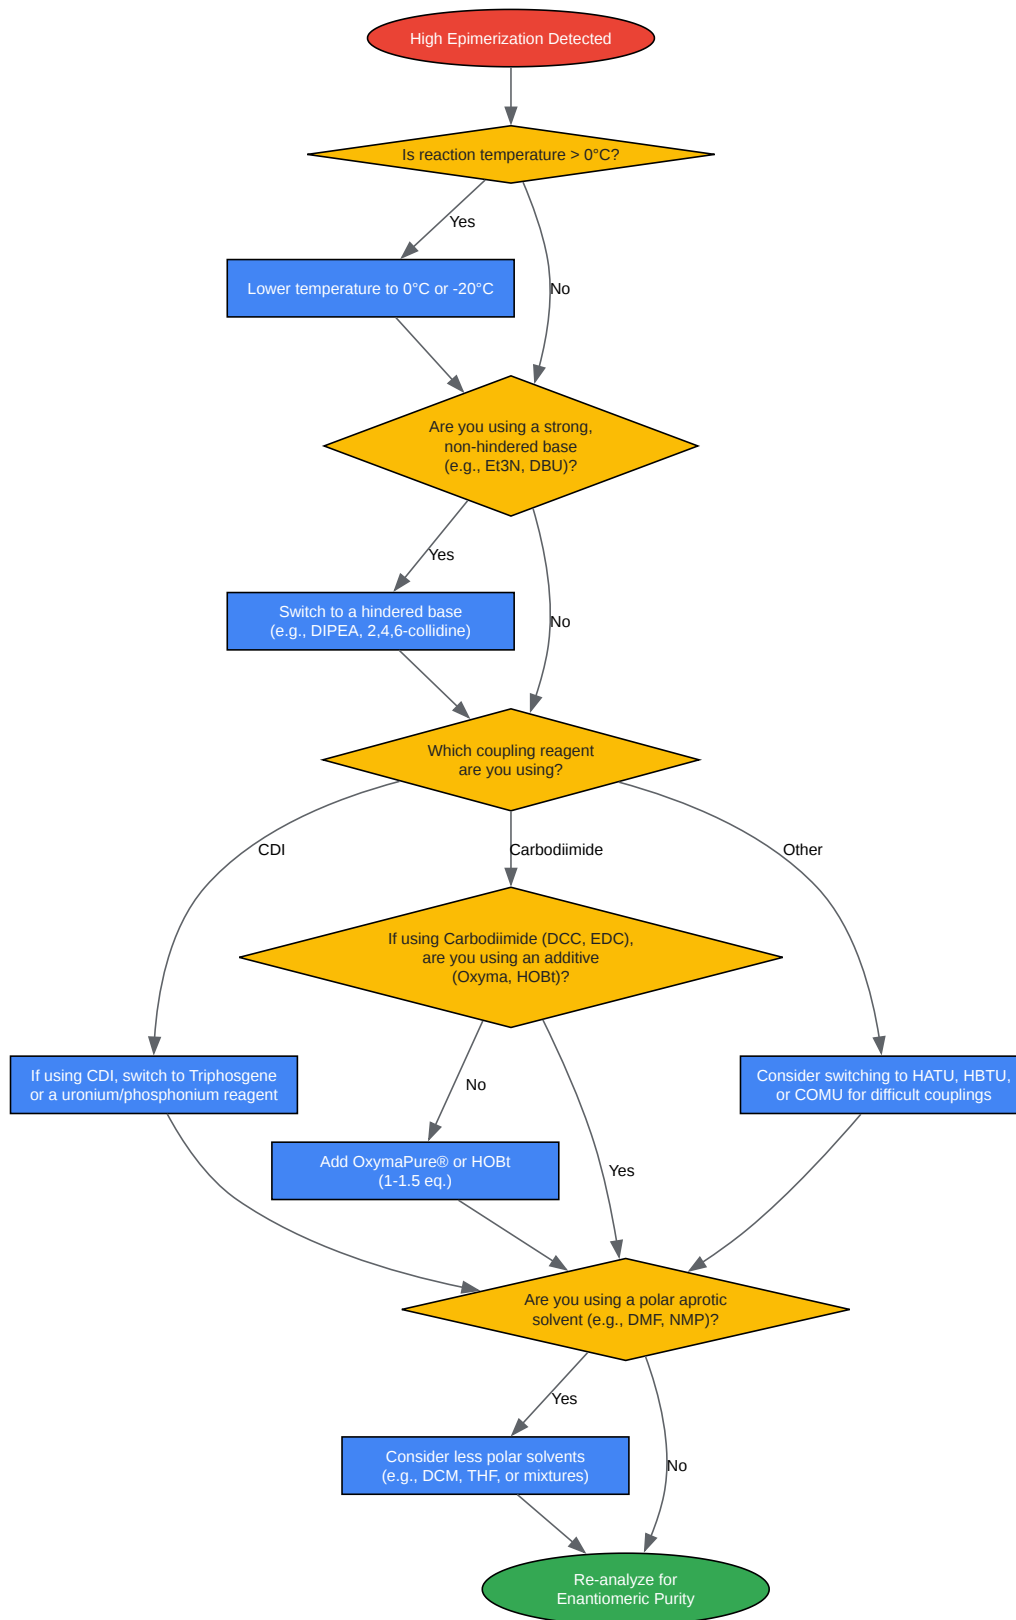 High Epimerization Detected
Is reaction temperature > 0°C?
Yes
Lower temperature to 0°C or -20°C
No
Are you using a strong,
non-hindered base
(e.g., Et3N, DBU)?
Yes
Switch to a hindered base
(e.g., DIPEA, 2,4,6-collidine)
No
Which coupling reagent
are you using?
CDI
Carbodiimide
Other
If using Carbodiimide (DCC, EDC),
are you using an additive
(Oxyma, HOBt)?
If using CDI, switch to Triphosgene
or a uronium/phosphonium reagent
No
Consider switching to HATU, HBTU,
or COMU for difficult couplings
Add OxymaPure® or HOBt
(1-1.5 eq.)
Yes
Are you using a polar aprotic
solvent (e.g., DMF, NMP)?
Yes
Consider less polar solvents
(e.g., DCM, THF, or mixtures)
No
Re-analyze for
Enantiomeric Purity